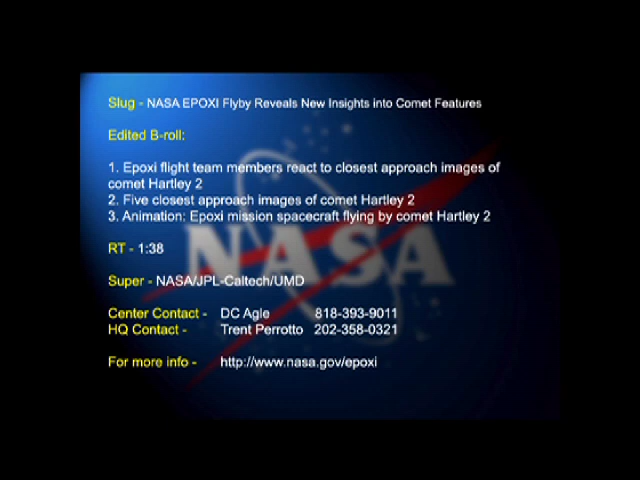 Slug - NASA EPOXI Flyby Reveals New Insights into Comet Features
Edited B-roll:
1. Epoxi flight team members react to closest approach images of
comet Hartley 2
2. Five closest approach images of comet Hartley 2
3. Animation: Epoxi mission spacecraft flying by comet Hartley 2
NASA
RT - 1:38
Super - NASA/JPL-Caltech/UMD
Center Contact - DC Agle 818-393-9011
HQ Contact - Trent Perrotto 202-358-0321
For more info - http://www.nasa.gov/epoxi